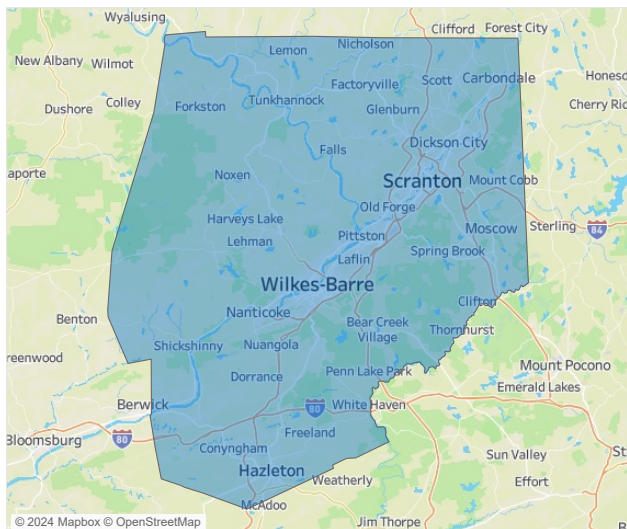 Wyalusing
Clifford
Forest City
Nicholson
New Albany
Wilmot
Lemon
Factoryville
Scott
Carbondale
Honesd
Dushore
Colley
Forkston
Tunkhannock
Glenburn
Cherry Ric
Falls
Dickson City
aporte
Noxen
Scranton
Mount Cobb
Old Forge
Harveys Lake
Lehman
Pittston
Moscow
Sterling
84
Laflin
Spring Brook
Wilkes-Barre
Clifton
Benton
Nanticoke
Bear Creek
Village
Thornhurst
reenwood
Shickshinny
Nuangola
Mount Pocono
Dorrance
Penn Lake Park
Emerald Lakes
Berwick
80
White Haven
Bloomsburg
80
Freeland
Conyngham
Sun Valley
St
Hazleton
Weatherly
Effort
McAdoo
Jim Thorpe
© 2024 Mapbox © OpenStreetMap